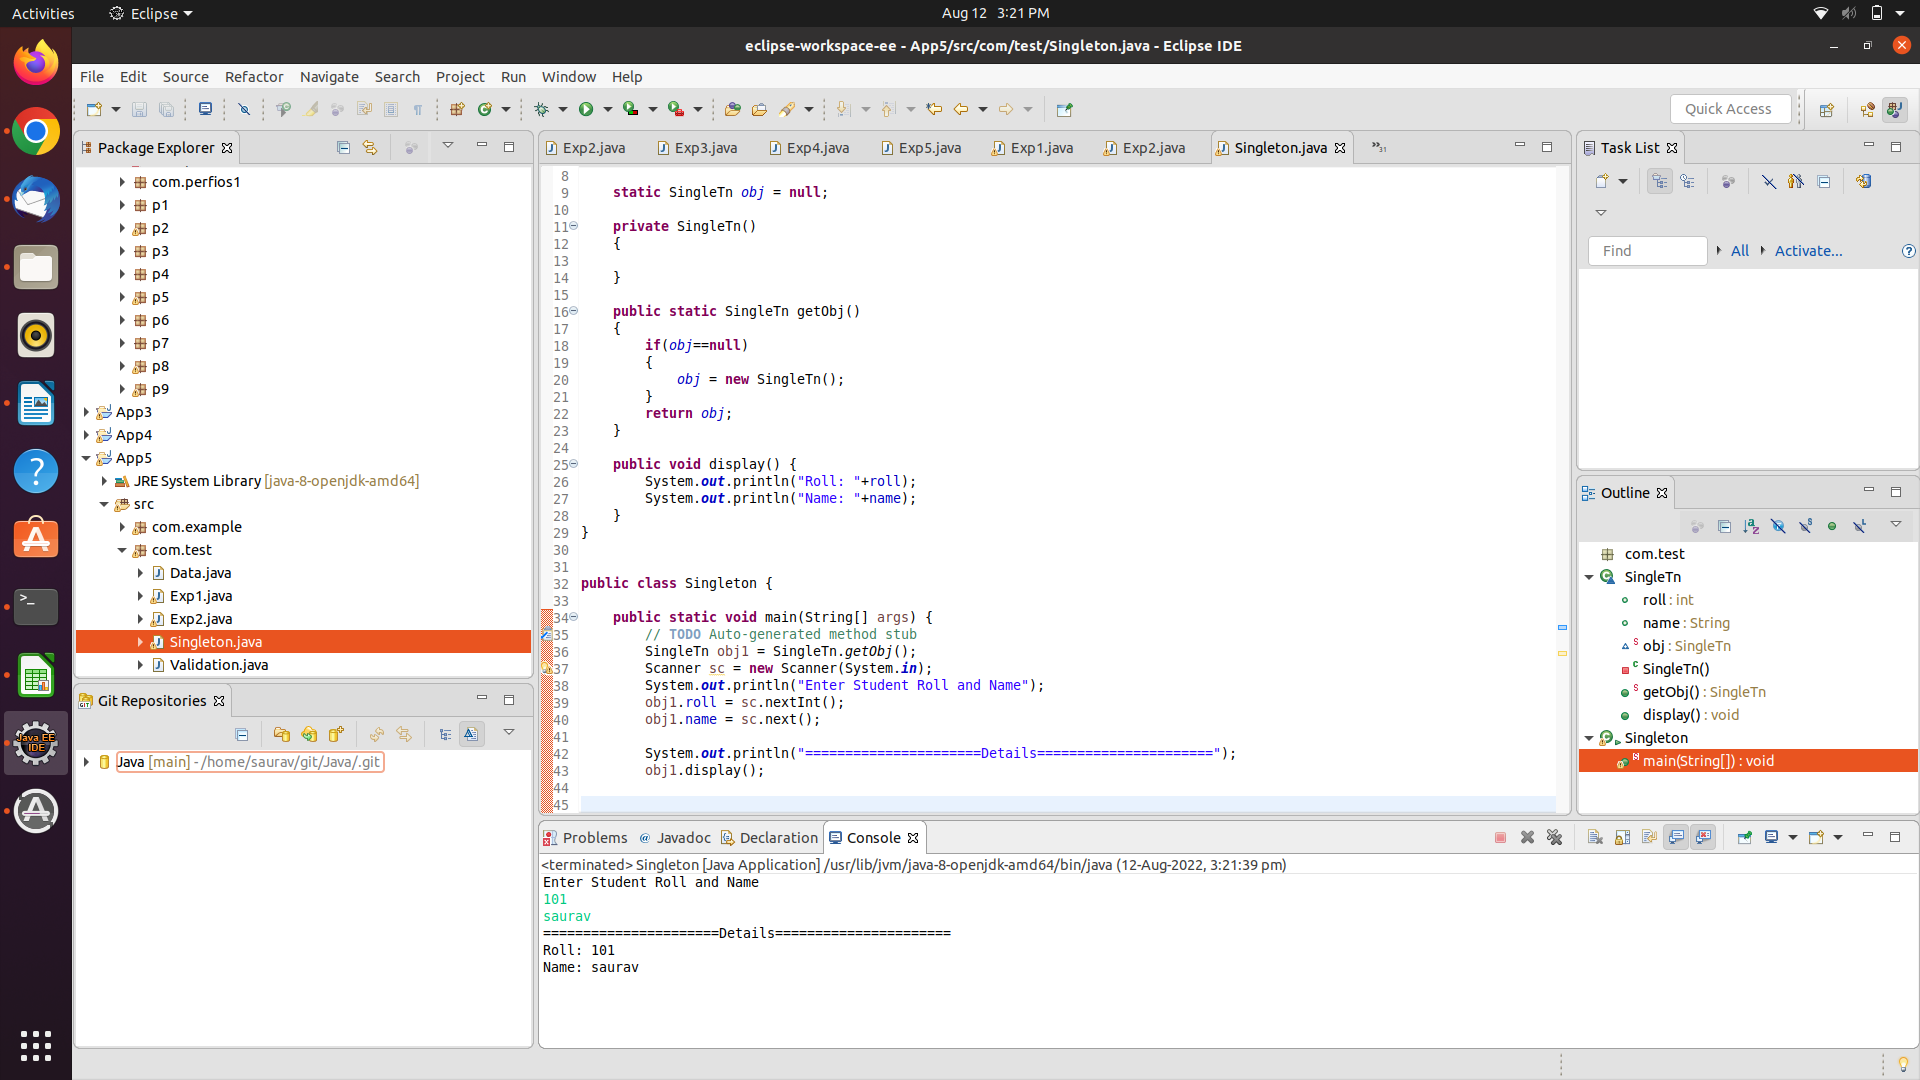 Activities
Eclipse
Aug 12 3:21 PM
eclipse-workspace-ee - App5/src/com/test/Singleton.java - Eclipse IDE
File Edit Source Refactor Navigate Search Project Run Window Help
Quick Access
Package Explorer
com.perfios1
p1
p2
p3
p4
p5
p6
p7
p8
p9
App3
App4
App5
JRE System Library [java-8-openjdk-amd64]
src
com.example
com.test
Data.java
Exp1.java
Exp2.java
Singleton.java
Validation.java
Git Repositories
Java [main] - /home/saurav/git/Java/.git
Java EE
IDE
Exp2.java Exp3.java Exp4.java Exp5.java Exp1.java Exp2.java Singleton.java »31
8
9 static SingleTn obj = null;
10
11 private SingleTn()
12 {
13
14 }
15
16 public static SingleTn getObj()
17 {
18 if(obj==null)
19 {
20 obj = new SingleTn();
21 }
22 return obj;
23 }
24
25 public void display() {
26 System.out.println("Roll: "+roll);
27 System.out.println("Name: "+name);
28 }
29 }
30
31
32 public class Singleton {
33
34 public static void main(String[] args) {
35 // TODO Auto-generated method stub
36 SingleTn obj1 = SingleTn.getObj();
37 Scanner sc = new Scanner(System.in);
38 System.out.println("Enter Student Roll and Name");
39 obj1.roll = sc.nextInt();
40 obj1.name = sc.next();
41
42 System.out.println("======================Details======================");
43 obj1.display();
44
45
Problems Javadoc Declaration Console
<terminated> Singleton [Java Application] /usr/lib/jvm/java-8-openjdk-amd64/bin/java (12-Aug-2022, 3:21:39 pm)
Enter Student Roll and Name
101
saurav
======================Details======================
Roll: 101
Name: saurav
Task List
Find All Activate...
Outline
com.test
SingleTn
roll : int
name : String
obj : SingleTn
SingleTn()
getObj() : SingleTn
display() : void
Singleton
main(String[]) : void